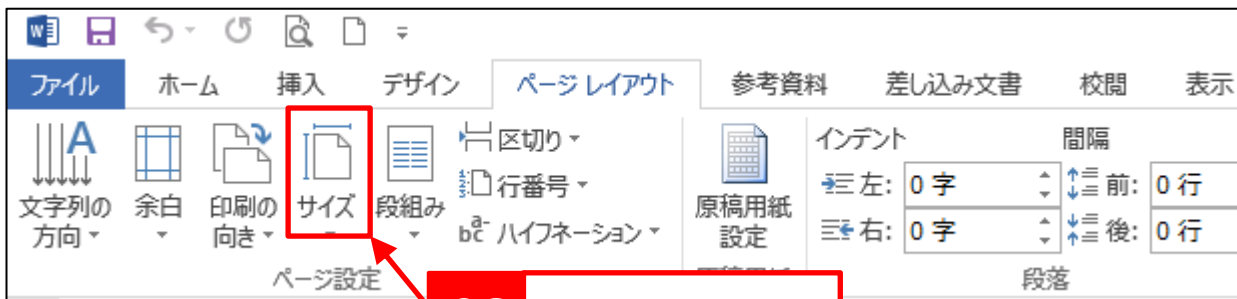 ファイル ホーム 挿入 デザイン ページ レイアウト 参考資料 差し込み文書 校閲 表示
文字列の方向 余白 印刷の向き サイズ 段組み
区切り
行番号
ハイフネーション
原稿用紙設定
インデント 間隔
左: 0 字 前: 0 行
右: 0 字 後: 0 行
ページ設定 段落